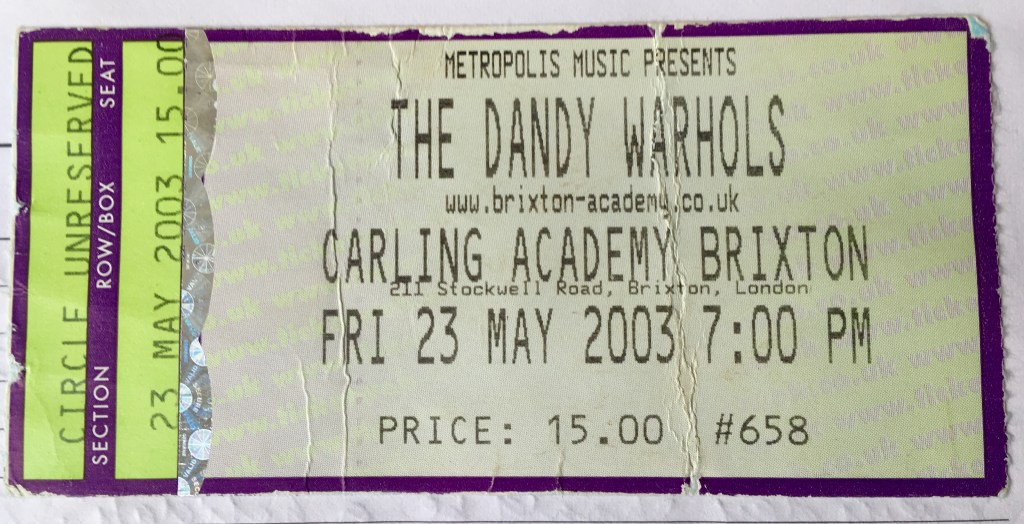 CIRCLE UNRESERVED
SECTION ROW/BOX SEAT
23 MAY 2003 15.00
METROPOLIS MUSIC PRESENTS
THE DANDY WARHOLS
www.brixton-academy.co.uk
CARLING ACADEMY BRIXTON
211 Stockwell Road, Brixton, London
FRI 23 MAY 2003 7:00 PM
PRICE: 15.00 #658